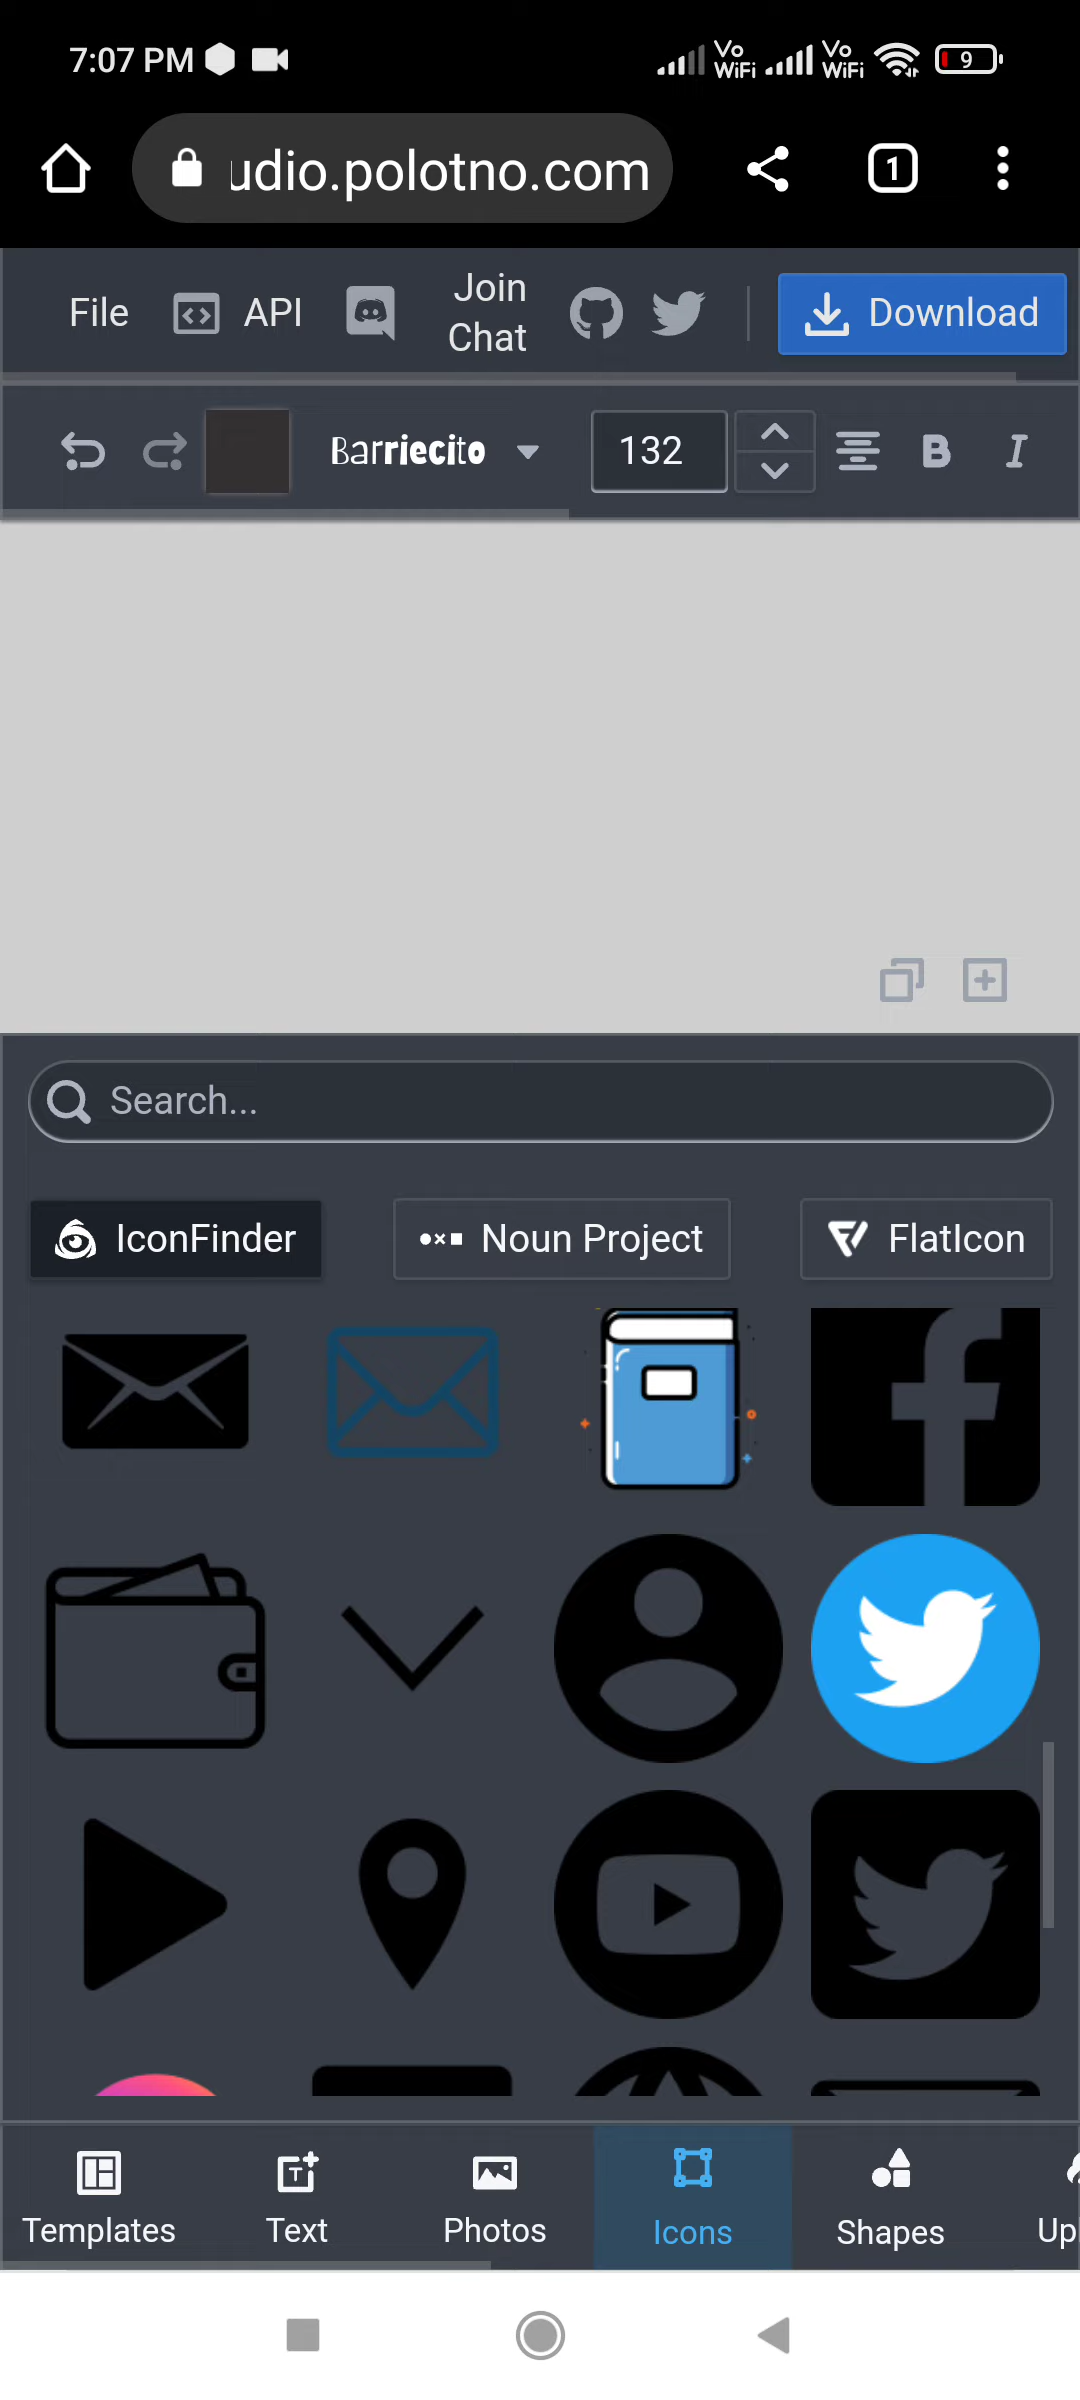 7:07 PM
Vo WiFi
Vo WiFi
9
udio.polotno.com
1
File
API
Join Chat
Download
Barriecito
132
B
I
Search...
IconFinder
Noun Project
FlatIcon
Templates
Text
Photos
Icons
Shapes
Upl